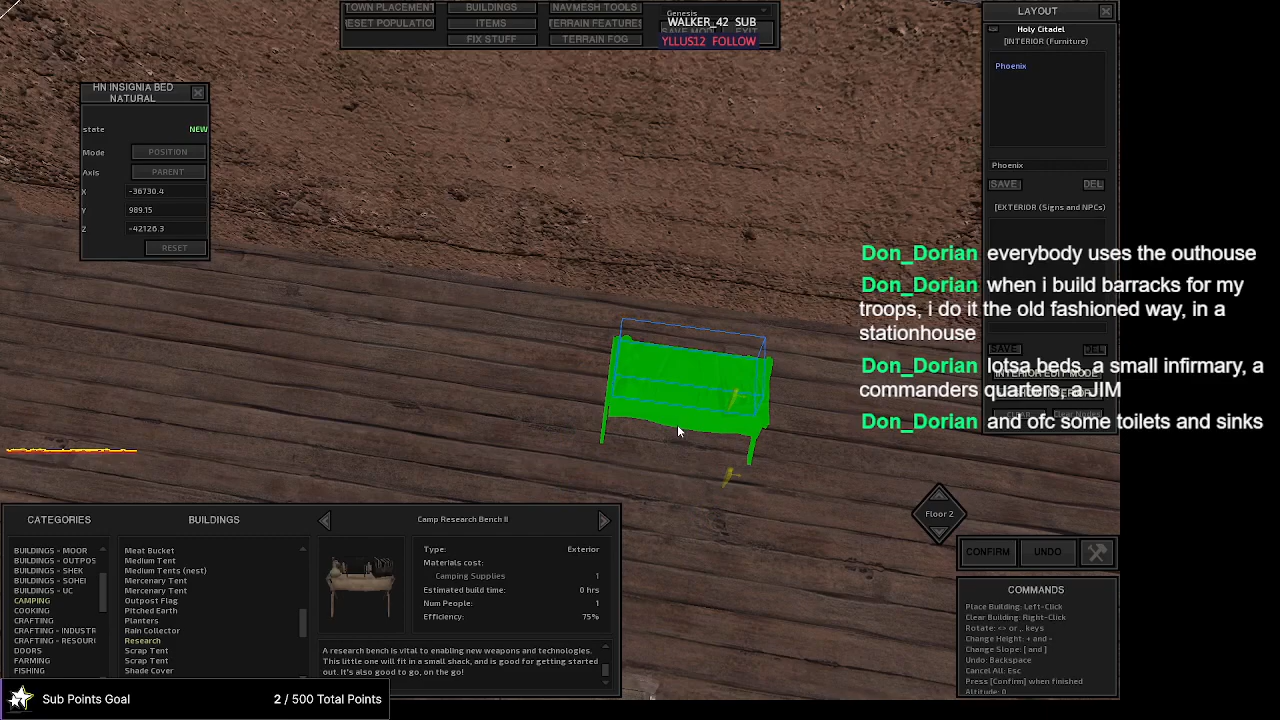 TOWN PLACEMENT
BUILDINGS
NAVMESH TOOLS
Genesis
RESET POPULATIO
ITEMS
TERRAIN FEATURES
WALKER_42 SUB
FIX STUFF
TERRAIN FOG
YLLUS12 FOLLOW
LAYOUT
Holy Citadel
[INTERIOR (Furniture)
Phoenix
Phoenix
SAVE
DEL
[EXTERIOR (Signs and NPCs)
SAVE
DEL
INTERIOR EDIT MODE
HN INSIGNIA BED
NATURAL
state
NEW
Mode
POSITION
Axis
PARENT
X
-36730.4
Y
989.15
Z
-42126.3
RESET
Don_Dorian everybody uses the outhouse
Don_Dorian when i build barracks for my
troops, i do it the old fashioned way, in a
stationhouse
Don_Dorian lotsa beds, a small infirmary, a
commanders quarters, a JIM
Don_Dorian and ofc some toilets and sinks
Floor 2
CONFIRM
UNDO
COMMANDS
Place Building: Left-Click
Clear Building: Right-Click
Rotate: <> or ,. keys
Change Height: + and -
Change Slope: [ and ]
Undo: Backspace
Cancel All: Esc
Press [Confirm] when finished
Altitude: 0
CATEGORIES
BUILDINGS - MOOR
BUILDINGS - OUTPOS
BUILDINGS - SHEK
BUILDINGS - SOHEI
BUILDINGS - UC
CAMPING
COOKING
CRAFTING
CRAFTING - INDUSTR
CRAFTING - RESOUR
DOORS
FARMING
FISHING
BUILDINGS
Meat Bucket
Medium Tent
Medium Tents (nest)
Mercenary Tent
Mercenary Tent
Outpost Flag
Pitched Earth
Planters
Rain Collector
Research
Scrap Tent
Scrap Tent
Shade Cover
Camp Research Bench II
Type:
Exterior
Materials cost:
Camping Supplies
1
Estimated build time:
0 hrs
Num People:
1
Efficiency:
75%
A research bench is vital to enabling new weapons and technologies.
This little one will fit in a small shack, and is good for getting started
out. It's also good to go, on the go!
Sub Points Goal
2 / 500 Total Points